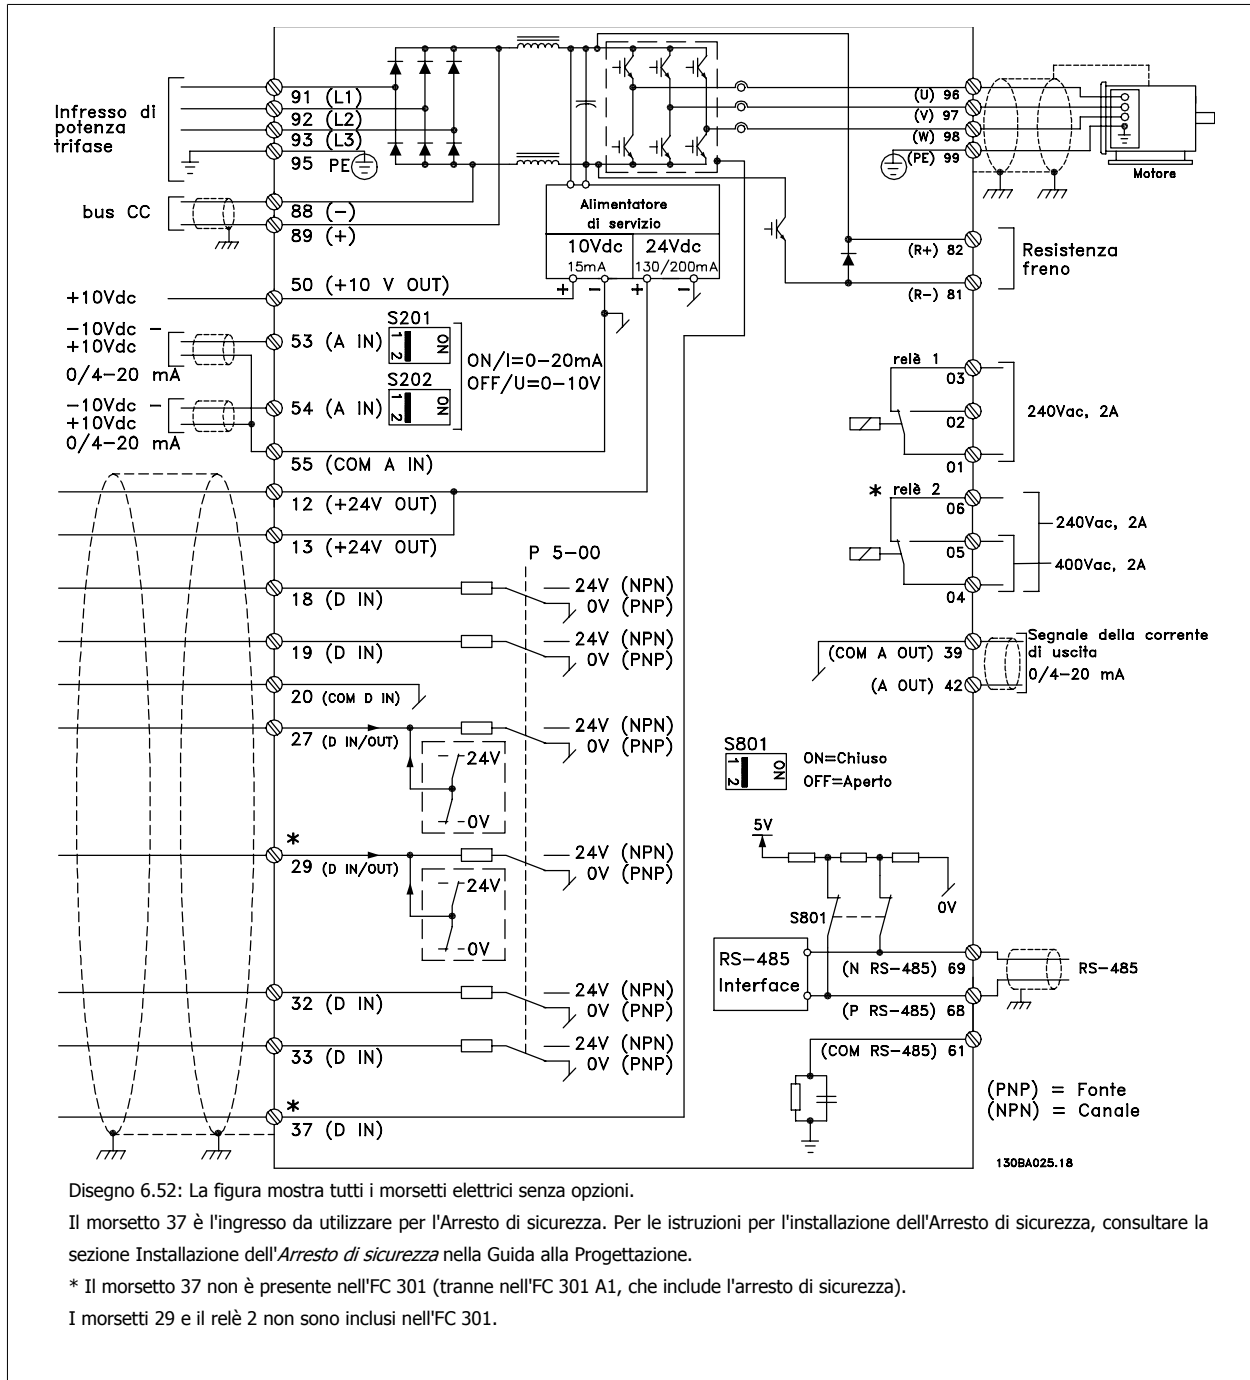 Infresso di
potenza
trifase
91 (L1)
92 (L2)
93 (L3)
95 PE
bus CC
88 (-)
89 (+)
+10Vdc
50 (+10 V OUT)
-10Vdc -
+10Vdc
0/4-20 mA
53 (A IN)
S201
1 2
ON
ON/I=0-20mA
OFF/U=0-10V
-10Vdc -
+10Vdc
0/4-20 mA
54 (A IN)
S202
1 2
ON
55 (COM A IN)
12 (+24V OUT)
13 (+24V OUT)
Alimentatore
di servizio
10Vdc
15mA
24Vdc
130/200mA
+ - + -
P 5-00
18 (D IN)
24V (NPN)
0V (PNP)
19 (D IN)
24V (NPN)
0V (PNP)
20 (COM D IN)
27 (D IN/OUT)
24V (NPN)
0V (PNP)
24V
0V
*
29 (D IN/OUT)
24V (NPN)
0V (PNP)
24V
0V
32 (D IN)
24V (NPN)
0V (PNP)
33 (D IN)
24V (NPN)
0V (PNP)
*
37 (D IN)
(U) 96
(V) 97
(W) 98
(PE) 99
Motore
(R+) 82
(R-) 81
Resistenza
freno
relè 1
03
02
01
240Vac, 2A
* relè 2
06
05
04
240Vac, 2A
400Vac, 2A
(COM A OUT) 39
(A OUT) 42
Segnale della corrente
di uscita
0/4-20 mA
S801
1 2
ON
ON=Chiuso
OFF=Aperto
5V
S801
0V
RS-485
Interface
(N RS-485) 69
(P RS-485) 68
RS-485
(COM RS-485) 61
(PNP) = Fonte
(NPN) = Canale
130BA025.18
Disegno 6.52: La figura mostra tutti i morsetti elettrici senza opzioni.
Il morsetto 37 è l'ingresso da utilizzare per l'Arresto di sicurezza. Per le istruzioni per l'installazione dell'Arresto di sicurezza, consultare la
sezione Installazione dell'Arresto di sicurezza nella Guida alla Progettazione.
* Il morsetto 37 non è presente nell'FC 301 (tranne nell'FC 301 A1, che include l'arresto di sicurezza).
I morsetti 29 e il relè 2 non sono inclusi nell'FC 301.